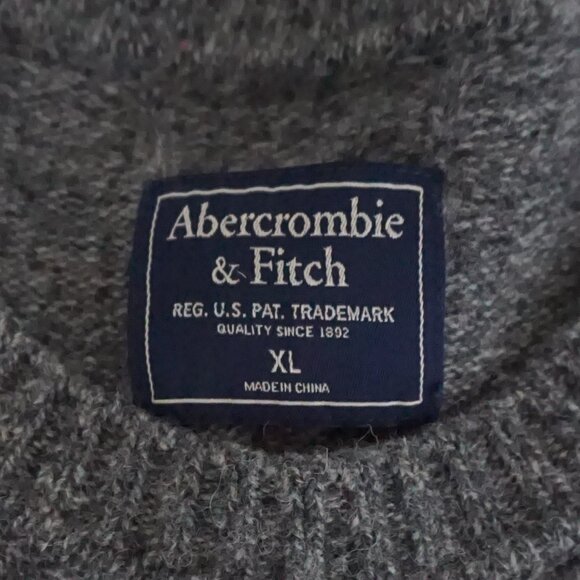 Abercrombie
& Fitch
REG. U.S. PAT. TRADEMARK
QUALITY SINCE 1892
XL
MADE IN CHINA